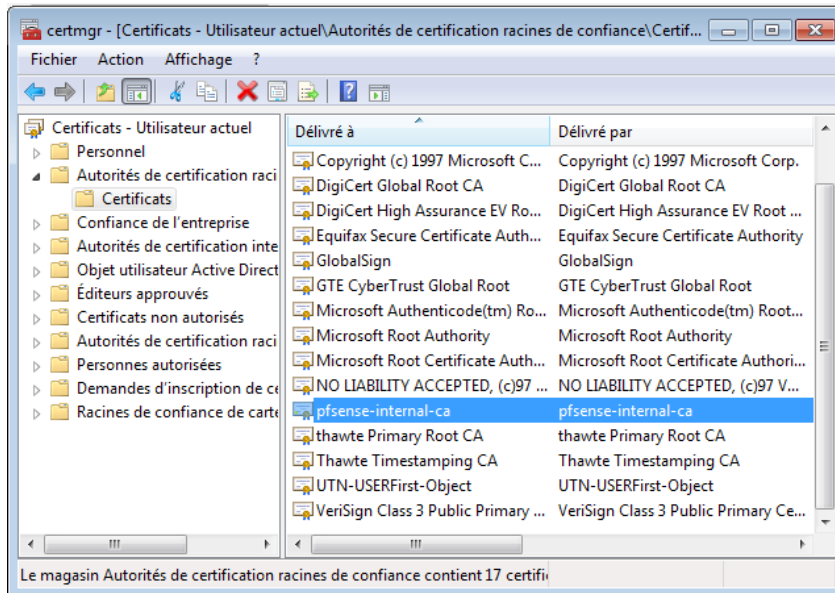 certmgr - [Certificats - Utilisateur actuel\Autorités de certification racines de confiance\Certif...
Fichier Action Affichage ?
Certificats - Utilisateur actuel
Personnel
Autorités de certification raci
Certificats
Confiance de l'entreprise
Autorités de certification inte
Objet utilisateur Active Direct
Éditeurs approuvés
Certificats non autorisés
Autorités de certification raci
Personnes autorisées
Demandes d'inscription de ce
Racines de confiance de carte
Délivré à Délivré par
Copyright (c) 1997 Microsoft C... Copyright (c) 1997 Microsoft Corp.
DigiCert Global Root CA DigiCert Global Root CA
DigiCert High Assurance EV Ro... DigiCert High Assurance EV Root ...
Equifax Secure Certificate Auth... Equifax Secure Certificate Authority
GlobalSign GlobalSign
GTE CyberTrust Global Root GTE CyberTrust Global Root
Microsoft Authenticode(tm) Ro... Microsoft Authenticode(tm) Root...
Microsoft Root Authority Microsoft Root Authority
Microsoft Root Certificate Auth... Microsoft Root Certificate Authori...
NO LIABILITY ACCEPTED, (c)97 ... NO LIABILITY ACCEPTED, (c)97 V...
pfsense-internal-ca pfsense-internal-ca
thawte Primary Root CA thawte Primary Root CA
Thawte Timestamping CA Thawte Timestamping CA
UTN-USERFirst-Object UTN-USERFirst-Object
VeriSign Class 3 Public Primary ... VeriSign Class 3 Public Primary Ce...
Le magasin Autorités de certification racines de confiance contient 17 certifi